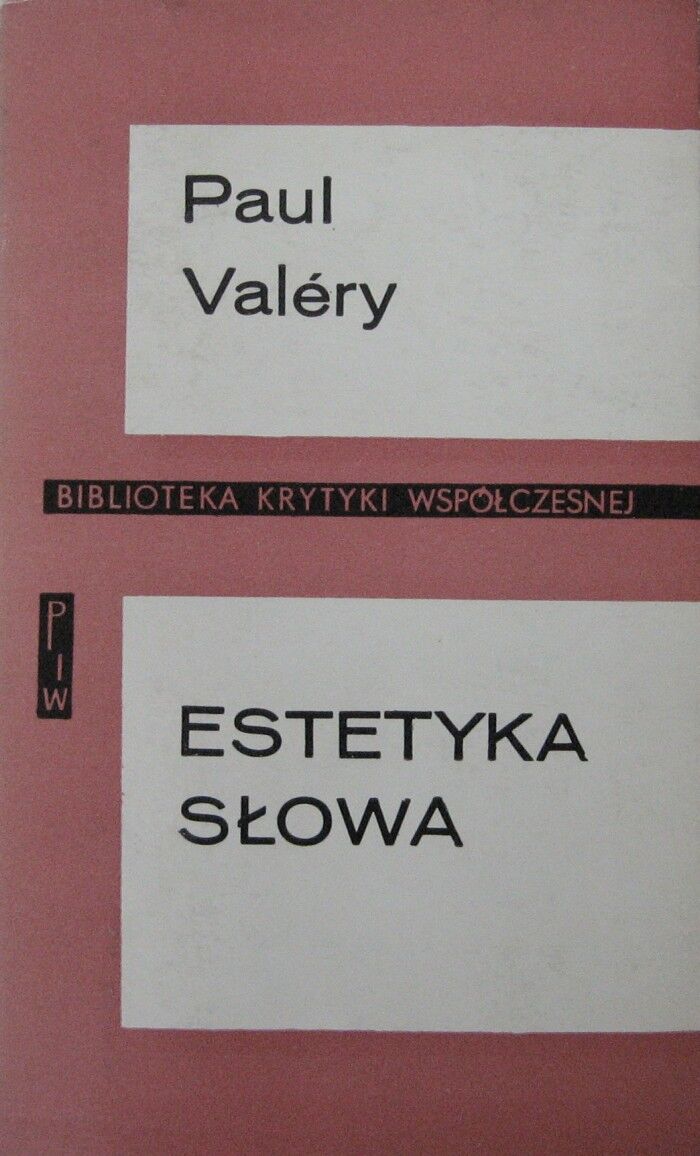 Paul
Valéry
BIBLIOTEKA KRYTYKI WSPÓŁCZESNEJ
PIW
ESTETYKA
SŁOWA